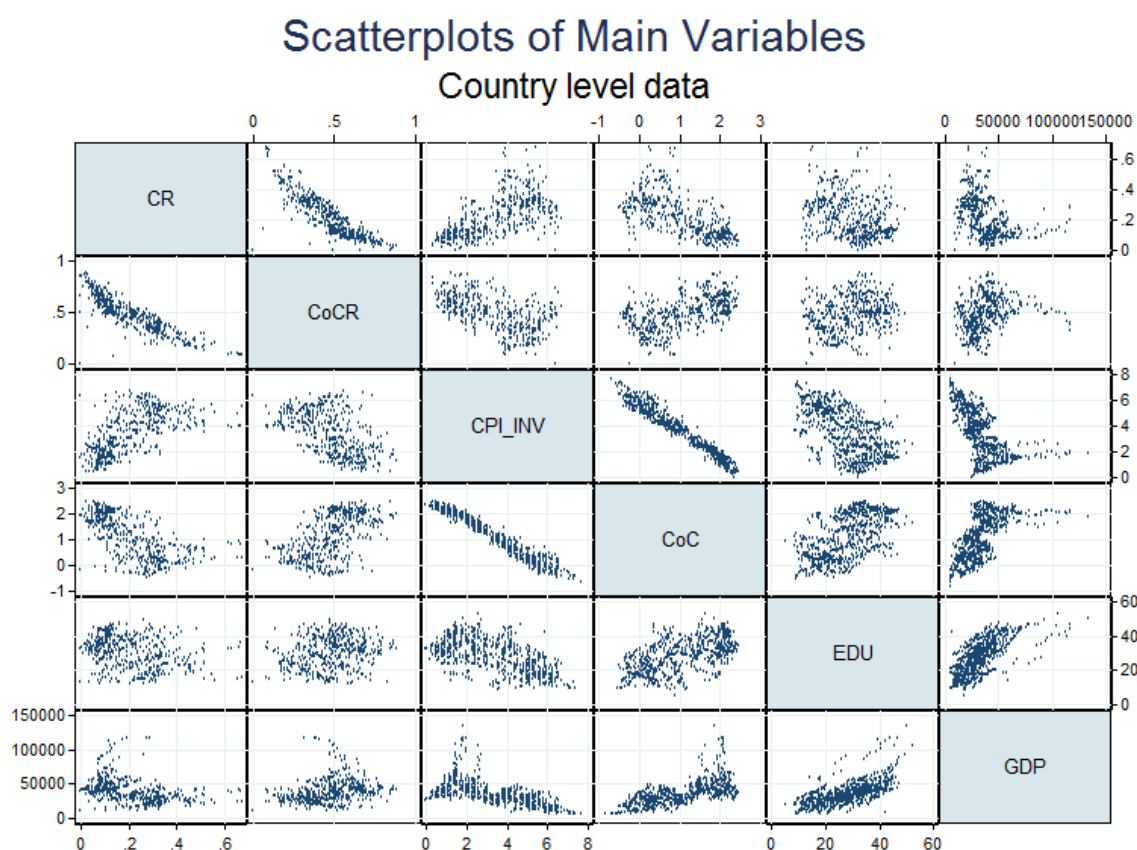 Scatterplots of Main Variables
Country level data
0 .5 1 -1 0 1 2 3 0 50000 100000 150000
CR .6
.4
.2
0
1
.5 CoCR
0
CPI_INV 8
6
4
2
0
3
2
1 CoC
0
-1
EDU 60
40
20
0
150000
100000
50000 GDP
0
0 .2 .4 .6 0 2 4 6 8 0 20 40 60